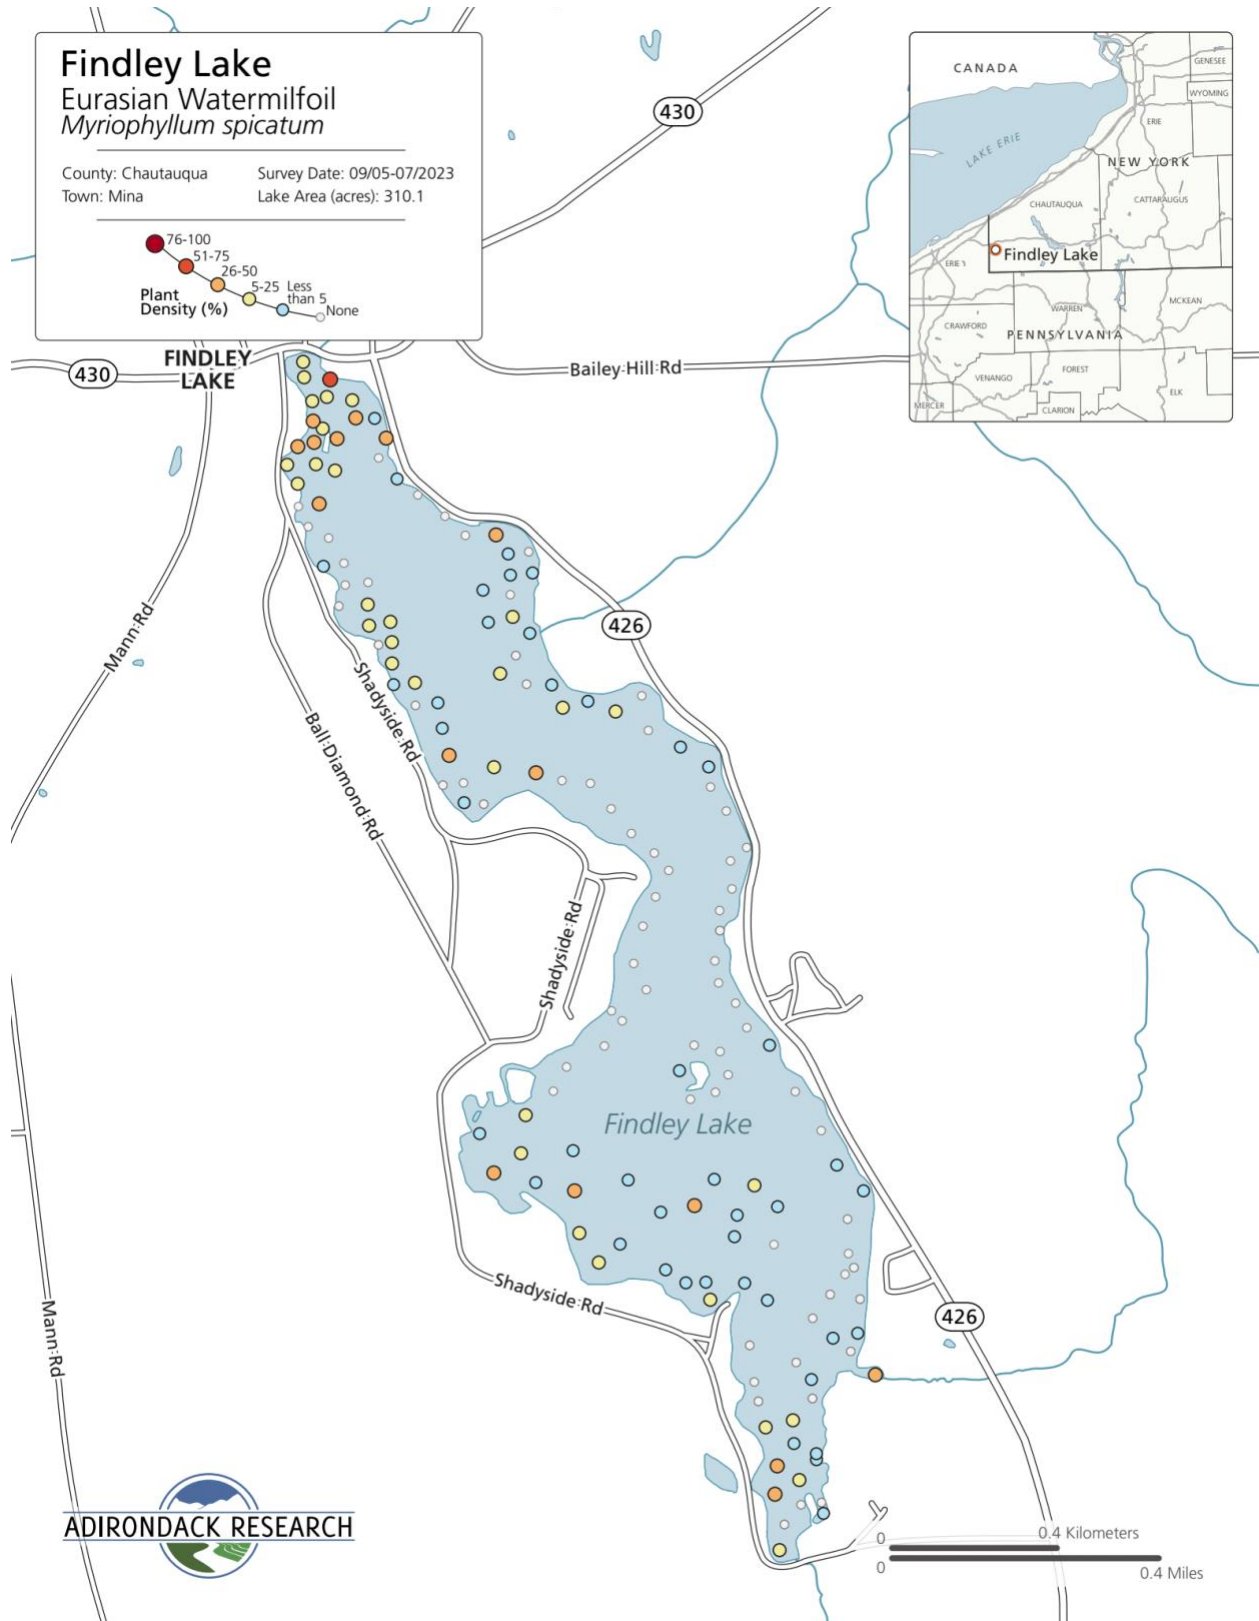 Findley Lake
Eurasian Watermilfoil
Myriophyllum spicatum
County: Chautauqua
Survey Date: 09/05-07/2023
Town: Mina
Lake Area (acres): 310.1
76-100
51-75
26-50
5-25
Less
than 5
None
Plant
Density (%)
430
CANADA
GENESEE
WYOMING
ERIE
LAKE ERIE
NEW YORK
CHAUTAUQUA
CATTARAUGUS
Findley Lake
ERIE
MCKEAN
WARREN
CRAWFORD
PENNSYLVANIA
VENANGO
FOREST
ELK
MERCER
CLARION
FINDLEY
LAKE
430
Bailey Hill Rd
426
Mann Rd
Shadyside Rd
Ball Diamond Rd
Shadyside Rd
Findley Lake
Shadyside Rd
Mann Rd
426
ADIRONDACK RESEARCH
0
0.4 Kilometers
0
0.4 Miles